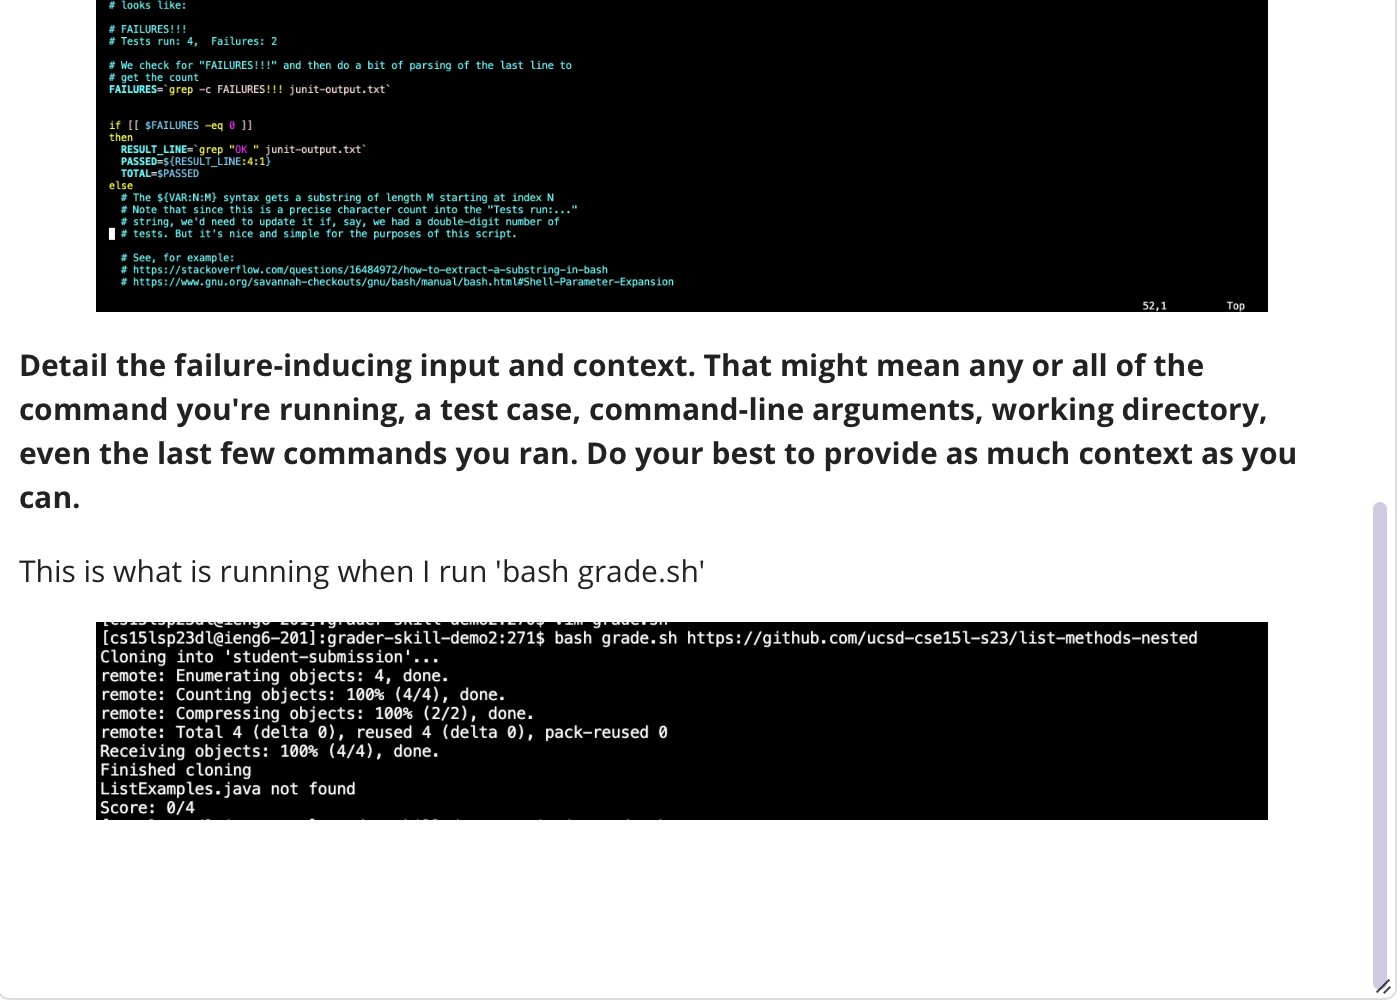 # looks like:
# FAILURES!!!
# Tests run: 4,  Failures: 2
# We check for "FAILURES!!!" and then do a bit of parsing of the last line to
# get the count
FAILURES=`grep -c FAILURES!!! junit-output.txt`
if [[ $FAILURES -eq 0 ]]
then
RESULT_LINE=`grep "OK " junit-output.txt`
PASSED=${RESULT_LINE:4:1}
TOTAL=$PASSED
else
# The ${VAR:N:M} syntax gets a substring of length M starting at index N
# Note that since this is a precise character count into the "Tests run:..."
# string, we'd need to update it if, say, we had a double-digit number of
# tests. But it's nice and simple for the purposes of this script.
# See, for example:
# https://stackoverflow.com/questions/16484972/how-to-extract-a-substring-in-bash
# https://www.gnu.org/savannah-checkouts/gnu/bash/manual/bash.html#Shell-Parameter-Expansion
52,1 Top
Detail the failure-inducing input and context. That might mean any or all of the
command you're running, a test case, command-line arguments, working directory,
even the last few commands you ran. Do your best to provide as much context as you
can.
This is what is running when I run 'bash grade.sh'
[cs15lsp23dl@ieng6-201]:grader-skill-demo2:271$ bash grade.sh https://github.com/ucsd-cse15l-s23/list-methods-nested
Cloning into 'student-submission'...
remote: Enumerating objects: 4, done.
remote: Counting objects: 100% (4/4), done.
remote: Compressing objects: 100% (2/2), done.
remote: Total 4 (delta 0), reused 4 (delta 0), pack-reused 0
Receiving objects: 100% (4/4), done.
Finished cloning
ListExamples.java not found
Score: 0/4